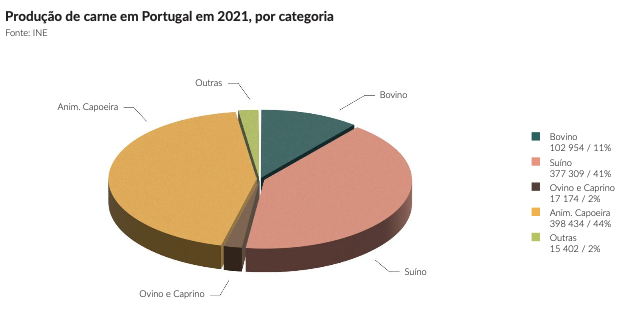 Produção de carne em Portugal em 2021, por categoria
Fonte: INE
Outras
Bovino
Anim. Capoeira
Suíno
Ovino e Caprino
Bovino
102 954 / 11%
Suíno
377 309 / 41%
Ovino e Caprino
17 174 / 2%
Anim. Capoeira
398 434 / 44%
Outras
15 402 / 2%